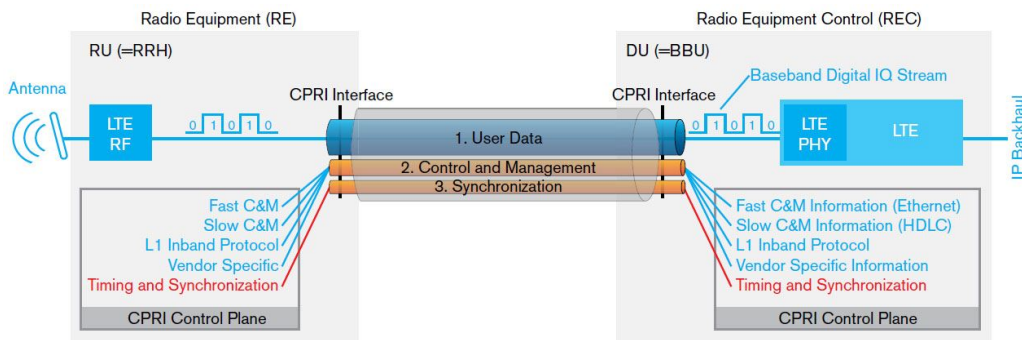 Radio Equipment (RE)
Radio Equipment Control (REC)
RU (=RRH)
DU (=BBU)
Baseband Digital IQ Stream
Antenna
CPRI Interface
CPRI Interface
LTE
RF
0 1 0 1 0
1. User Data
0 1 0 1 0
LTE
PHY
LTE
IP Backhaul
2. Control and Management
3. Synchronization
Fast C&M
Slow C&M
L1 Inband Protocol
Vendor Specific
Timing and Synchronization
CPRI Control Plane
Fast C&M Information (Ethernet)
Slow C&M Information (HDLC)
L1 Inband Protocol
Vendor Specific Information
Timing and Synchronization
CPRI Control Plane